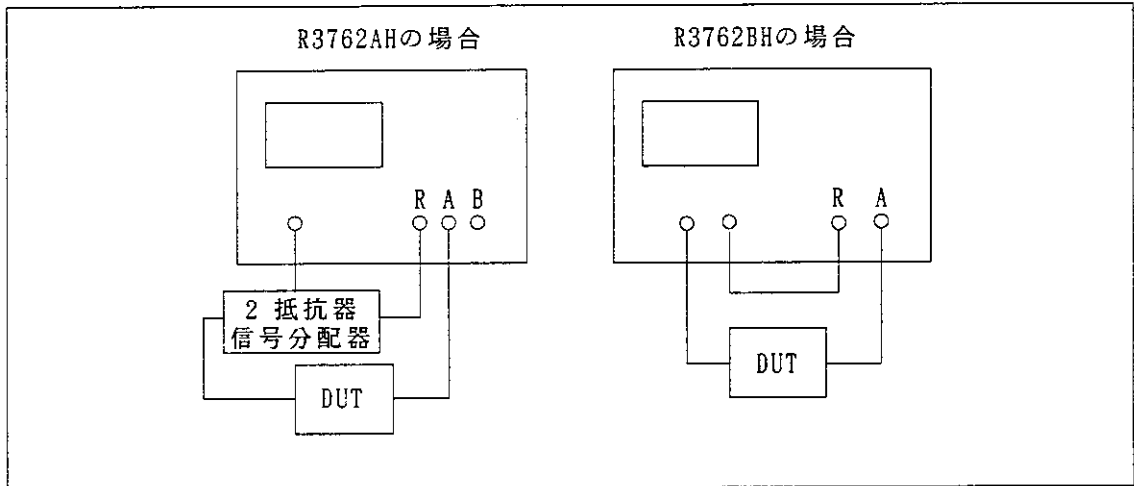 R3762AHの場合
R A B
2 抵抗器
信号分配器
DUT
R3762BHの場合
R A
DUT